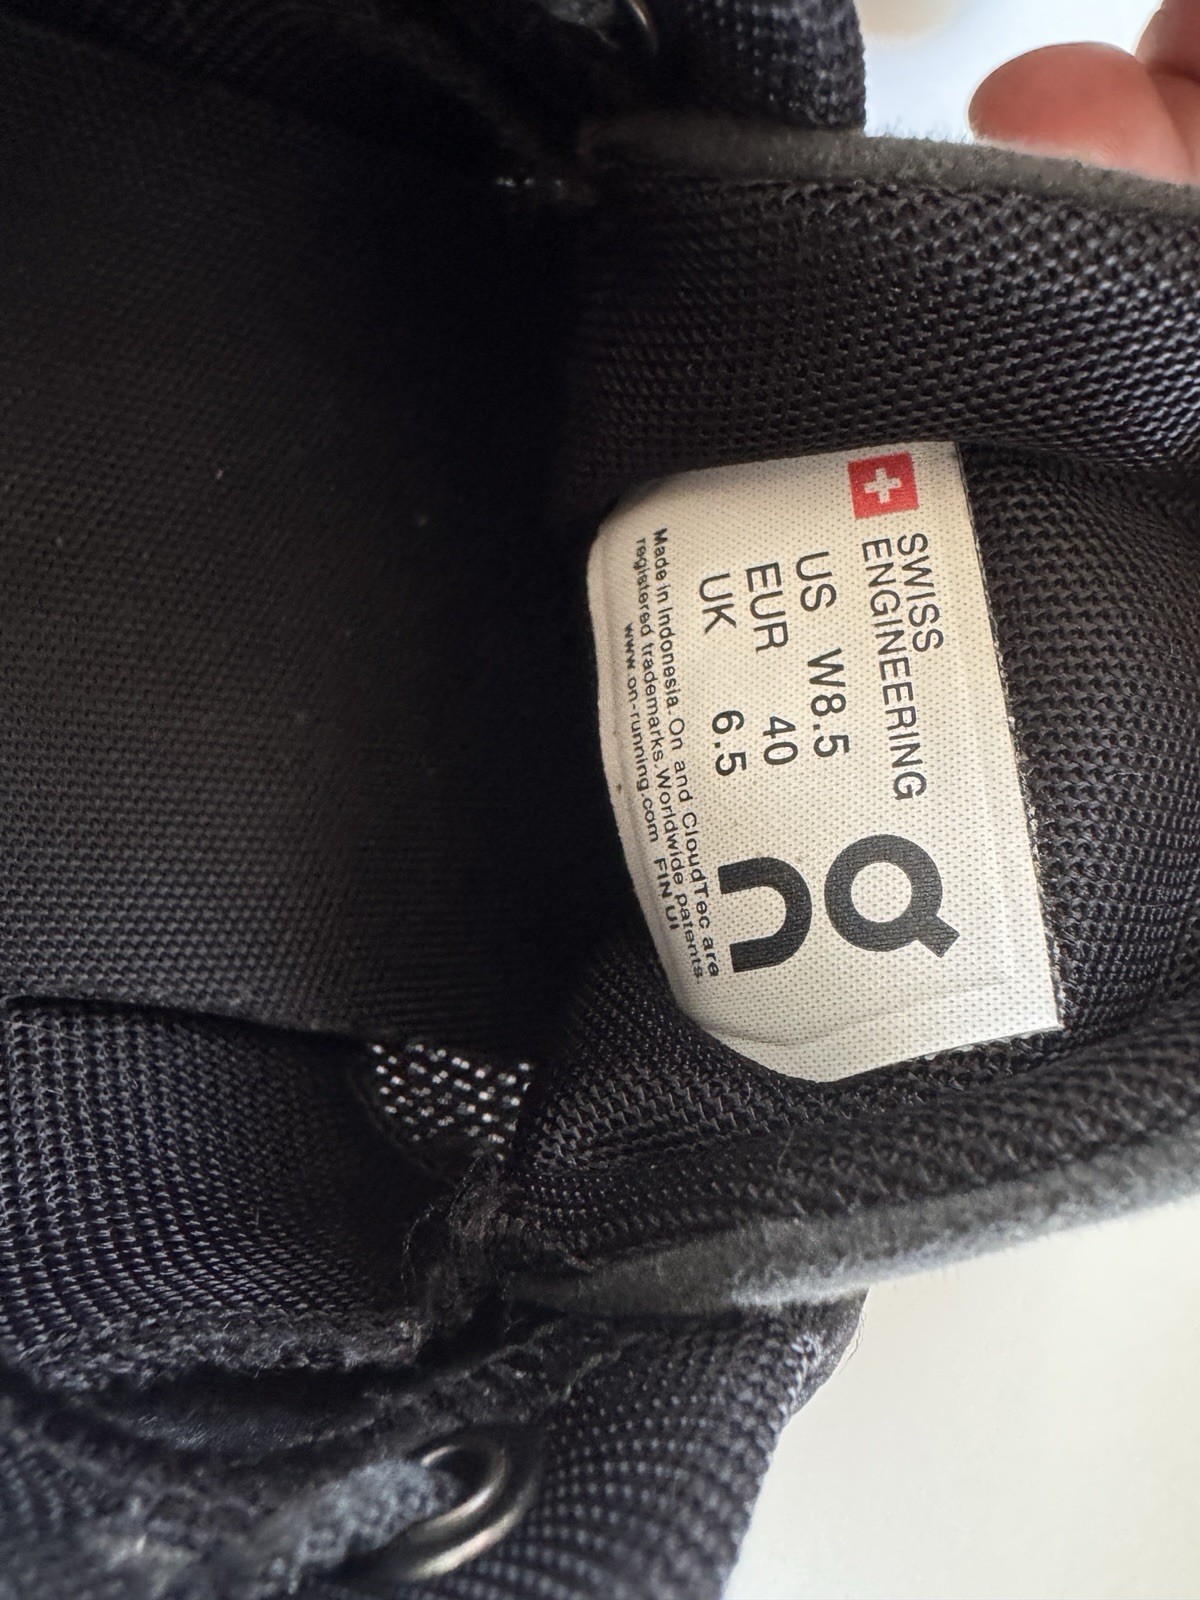 SWISS
ENGINEERING
US W8.5
EUR 40
UK 6.5
On
Made in Indonesia. On and CloudTec are
registered trademarks. Worldwide patents
www.on-running.com FIN UI